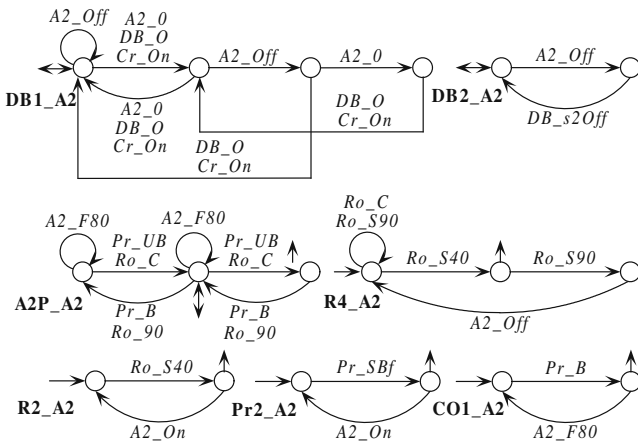 A2_Off
A2_0
DB_O
Cr_On
A2_Off
A2_0
A2_Off
DB1_A2
A2_0
DB_O
Cr_On
DB_O
Cr_On
DB_O
Cr_On
DB2_A2
DB_s2Off
A2_F80
A2_F80
Pr_UB
Ro_C
Pr_UB
Ro_C
A2P_A2
Pr_B
Ro_90
Pr_B
Ro_90
Ro_C
Ro_S90
Ro_S40
Ro_S90
R4_A2
A2_Off
Ro_S40
R2_A2
A2_On
Pr_SBf
Pr2_A2
A2_On
Pr_B
CO1_A2
A2_F80